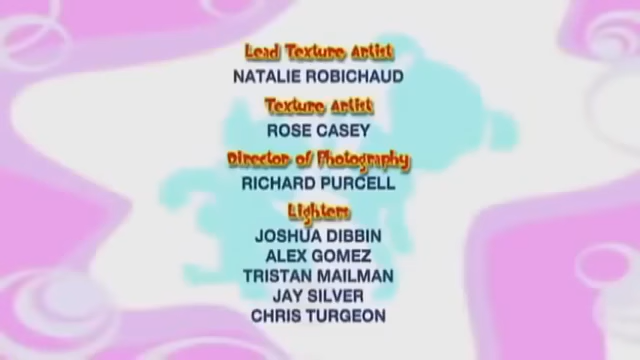 Lead Texture Artist
NATALIE ROBICHAUD
Texture Artist
ROSE CASEY
Director of Photography
RICHARD PURCELL
Lighters
JOSHUA DIBBIN
ALEX GOMEZ
TRISTAN MAILMAN
JAY SILVER
CHRIS TURGEON